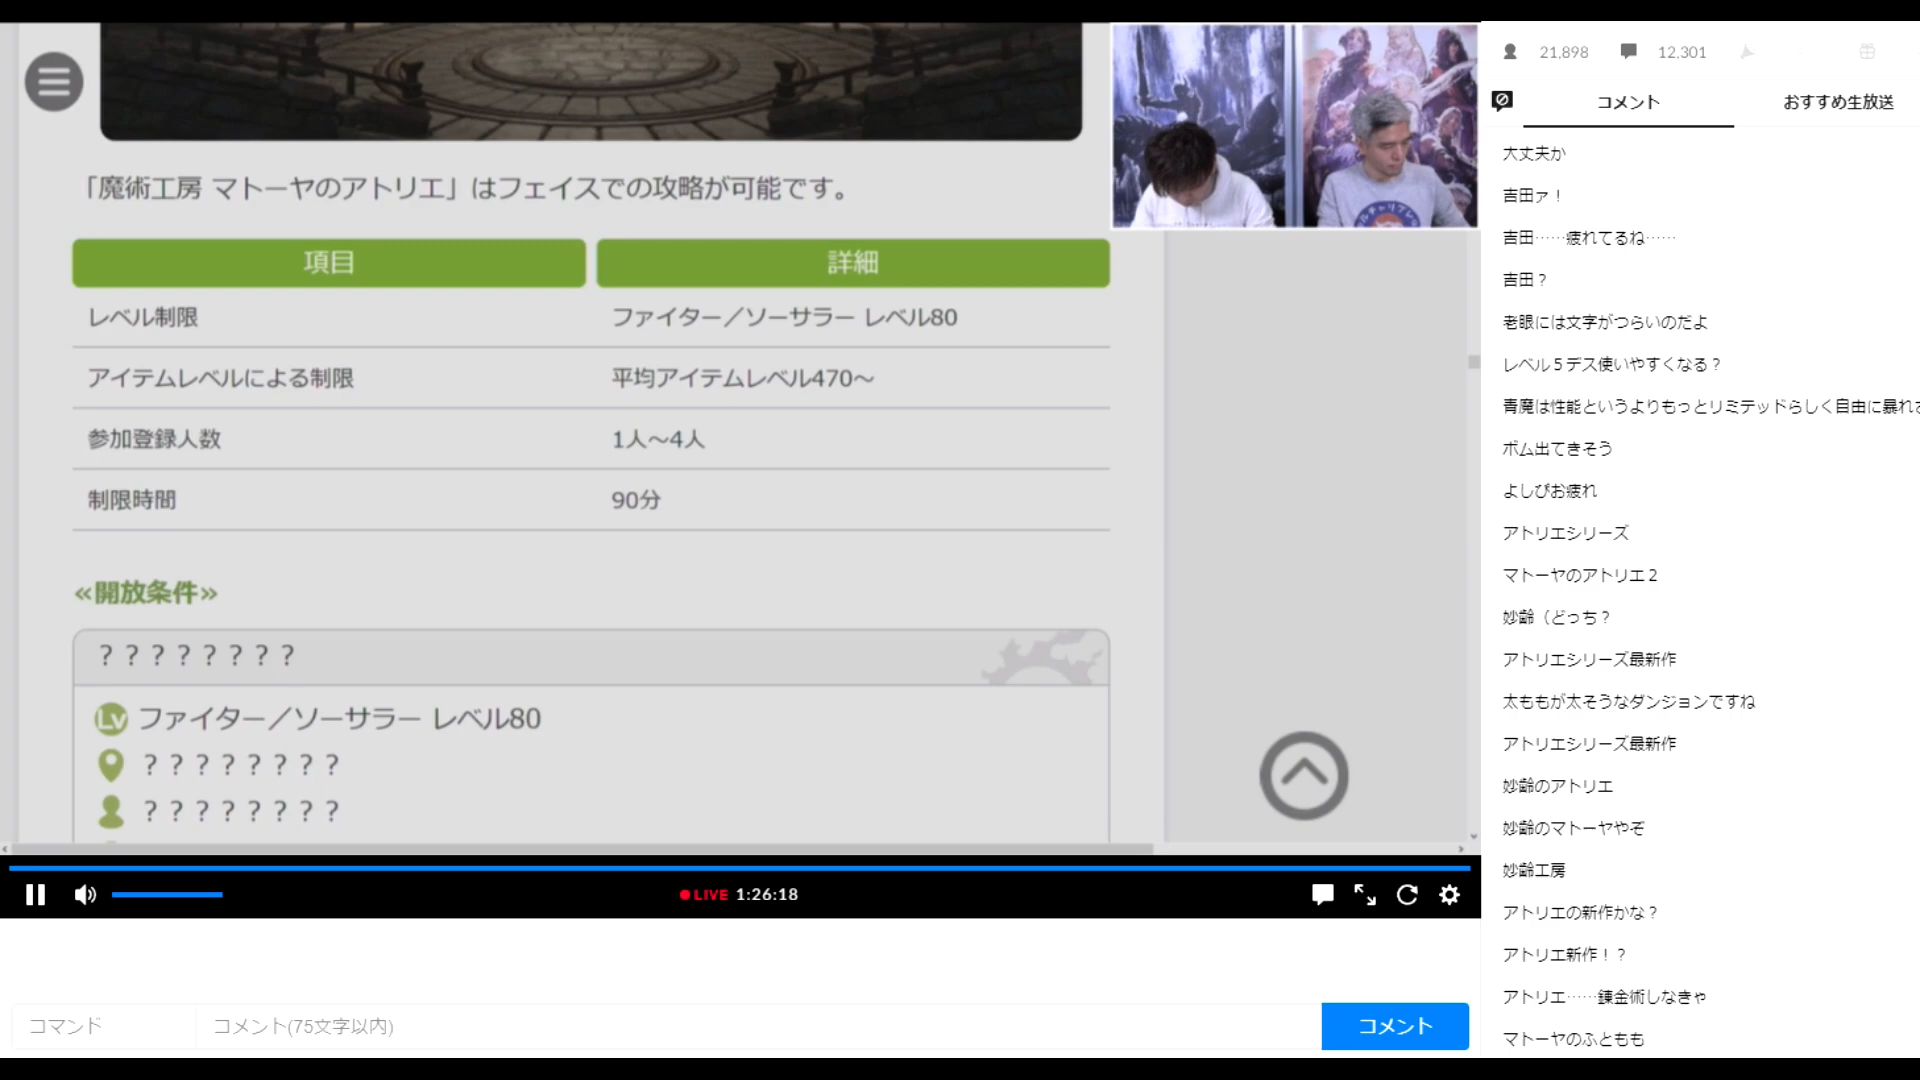 「魔術工房 マトーヤのアトリエ」はフェイスでの攻略が可能です。
項目 詳細
レベル制限 ファイター／ソーサラー レベル80
アイテムレベルによる制限 平均アイテムレベル470～
参加登録人数 1人～4人
制限時間 90分
≪開放条件≫
？？？？？？？？
Lv ファイター／ソーサラー レベル80
？？？？？？？？
？？？？？？？？
LIVE 1:26:18
コマンド コメント(75文字以内) コメント
21,898 12,301
コメント おすすめ生放送
大丈夫か
吉田ァ！
吉田……疲れてるね……
吉田？
老眼には文字がつらいのだよ
レベル５デス使いやすくなる？
青魔は性能というよりもっとリミテッドらしく自由に暴れ
ボム出てきそう
よしぴお疲れ
アトリエシリーズ
マトーヤのアトリエ２
妙齢（どっち？
アトリエシリーズ最新作
太ももが太そうなダンジョンですね
アトリエシリーズ最新作
妙齢のアトリエ
妙齢のマトーヤやぞ
妙齢工房
アトリエの新作かな？
アトリエ新作！？
アトリエ……錬金術しなきゃ
マトーヤのふともも